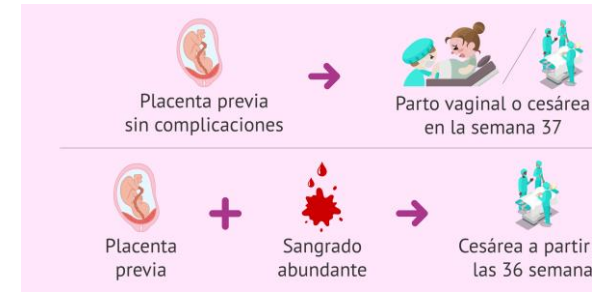 Placenta previa
sin complicaciones
Parto vaginal o cesárea
en la semana 37
Placenta
previa
Sangrado
abundante
Cesárea a partir
las 36 semana